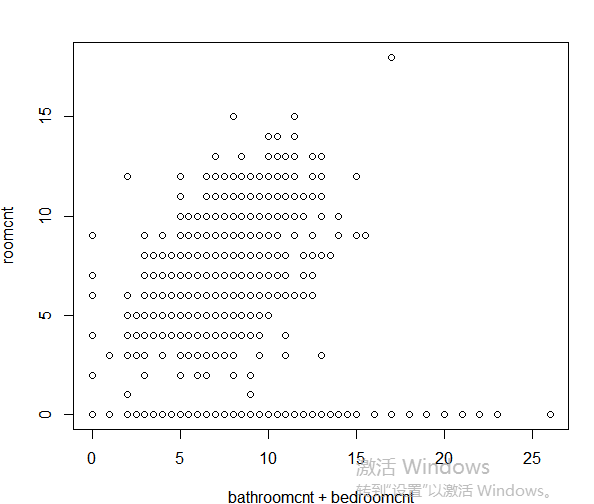 15
10
5
0
roomcnt
0 5 10 15 20 25
bathroomcnt + bedroomcnt
激活 Windows
转到“设置”以激活 Windows。